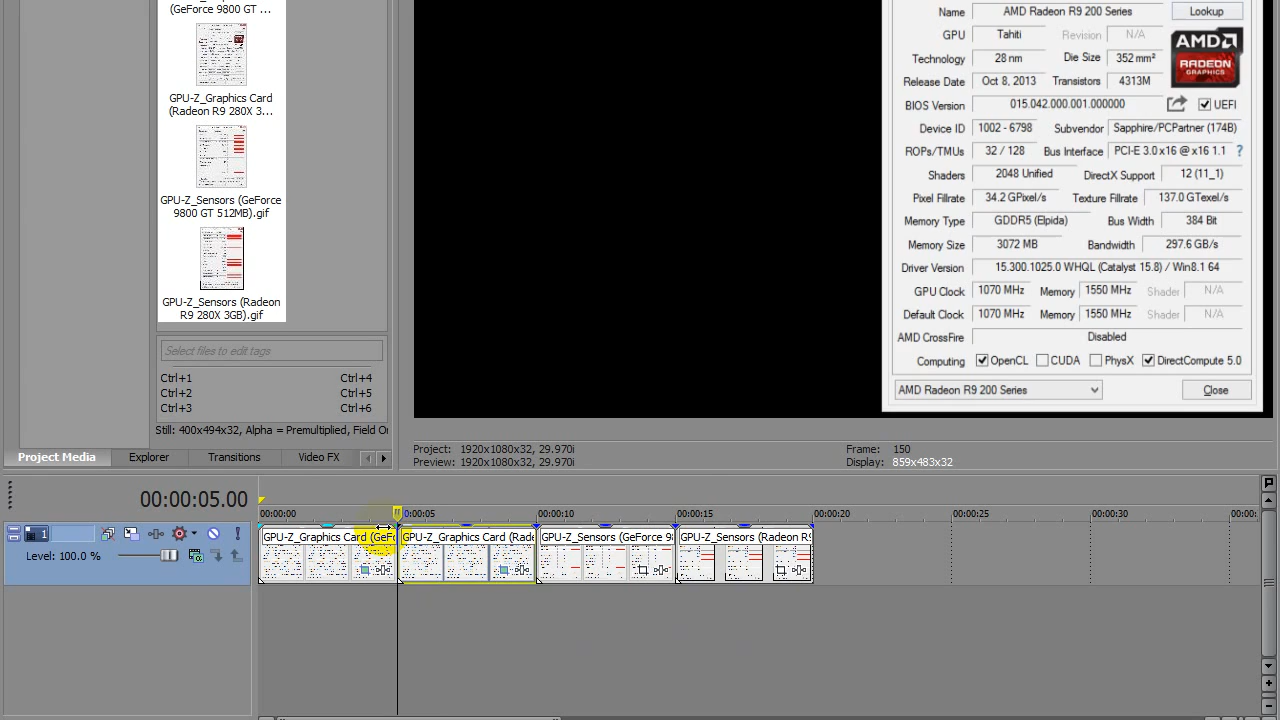 (GeForce 9800 GT ...
GPU-Z_Graphics Card
(Radeon R9 280X 3...
GPU-Z_Sensors (GeForce
9800 GT 512MB).gif
GPU-Z_Sensors (Radeon
R9 280X 3GB).gif
Select files to edit tags
Ctrl+1 Ctrl+4
Ctrl+2 Ctrl+5
Ctrl+3 Ctrl+6
Still: 400x494x32, Alpha = Premultiplied, Field Or
Project Media Explorer Transitions Video FX
Name AMD Radeon R9 200 Series Lookup
GPU Tahiti Revision N/A
AMD
RADEON
GRAPHICS
Technology 28 nm Die Size 352 mm²
Release Date Oct 8, 2013 Transistors 4313M
BIOS Version 015.042.000.001.000000 UEFI
Device ID 1002 - 6798 Subvendor Sapphire/PCPartner (174B)
ROPs/TMUs 32 / 128 Bus Interface PCI-E 3.0 x16 @ x16 1.1 ?
Shaders 2048 Unified DirectX Support 12 (11_1)
Pixel Fillrate 34.2 GPixel/s Texture Fillrate 137.0 GTexel/s
Memory Type GDDR5 (Elpida) Bus Width 384 Bit
Memory Size 3072 MB Bandwidth 297.6 GB/s
Driver Version 15.300.1025.0 WHQL (Catalyst 15.8) / Win8.1 64
GPU Clock 1070 MHz Memory 1550 MHz Shader N/A
Default Clock 1070 MHz Memory 1550 MHz Shader N/A
AMD CrossFire Disabled
Computing OpenCL CUDA PhysX DirectCompute 5.0
AMD Radeon R9 200 Series Close
Project: 1920x1080x32, 29.970i Frame: 150
Preview: 1920x1080x32, 29.970i Display: 859x483x32
00:00:05.00
00:00:00 0:00:05 00:00:10 00:00:15 00:00:20 00:00:25 00:00:30 00:00:
1
Level: 100.0 %
GPU-Z_Graphics Card (GeFo GPU-Z_Graphics Card (Rade GPU-Z_Sensors (GeForce 98 GPU-Z_Sensors (Radeon R9